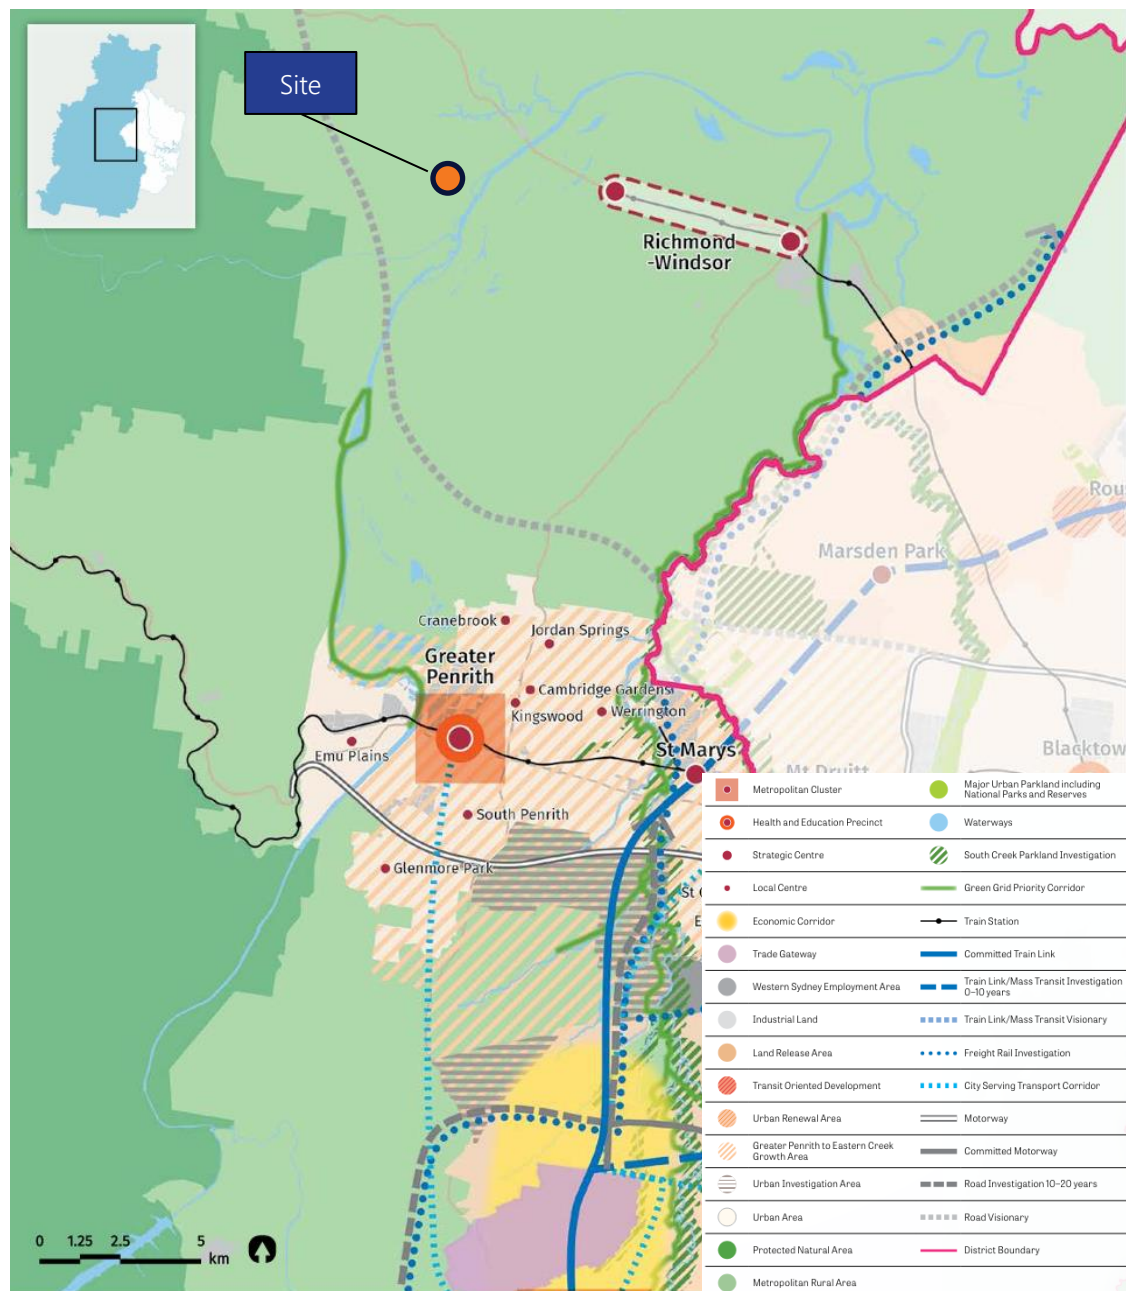 Site
Richmond
-Windsor
Rou
Marsden Park
Cranebrook
Jordan Springs
Greater
Penrith
Cambridge Gardens
Kingswood
Werrington
Emu Plains
St Marys
Blacktow
Mt Druitt
South Penrith
Glenmore Park
St
E
Metropolitan Cluster
Health and Education Precinct
Strategic Centre
Local Centre
Economic Corridor
Trade Gateway
Western Sydney Employment Area
Industrial Land
Land Release Area
Transit Oriented Development
Urban Renewal Area
Greater Penrith to Eastern Creek
Growth Area
Urban Investigation Area
Urban Area
Protected Natural Area
Metropolitan Rural Area
Major Urban Parkland including
National Parks and Reserves
Waterways
South Creek Parkland Investigation
Green Grid Priority Corridor
Train Station
Committed Train Link
Train Link/Mass Transit Investigation
0–10 years
Train Link/Mass Transit Visionary
Freight Rail Investigation
City Serving Transport Corridor
Motorway
Committed Motorway
Road Investigation 10–20 years
Road Visionary
District Boundary
0 1.25 2.5 5
km